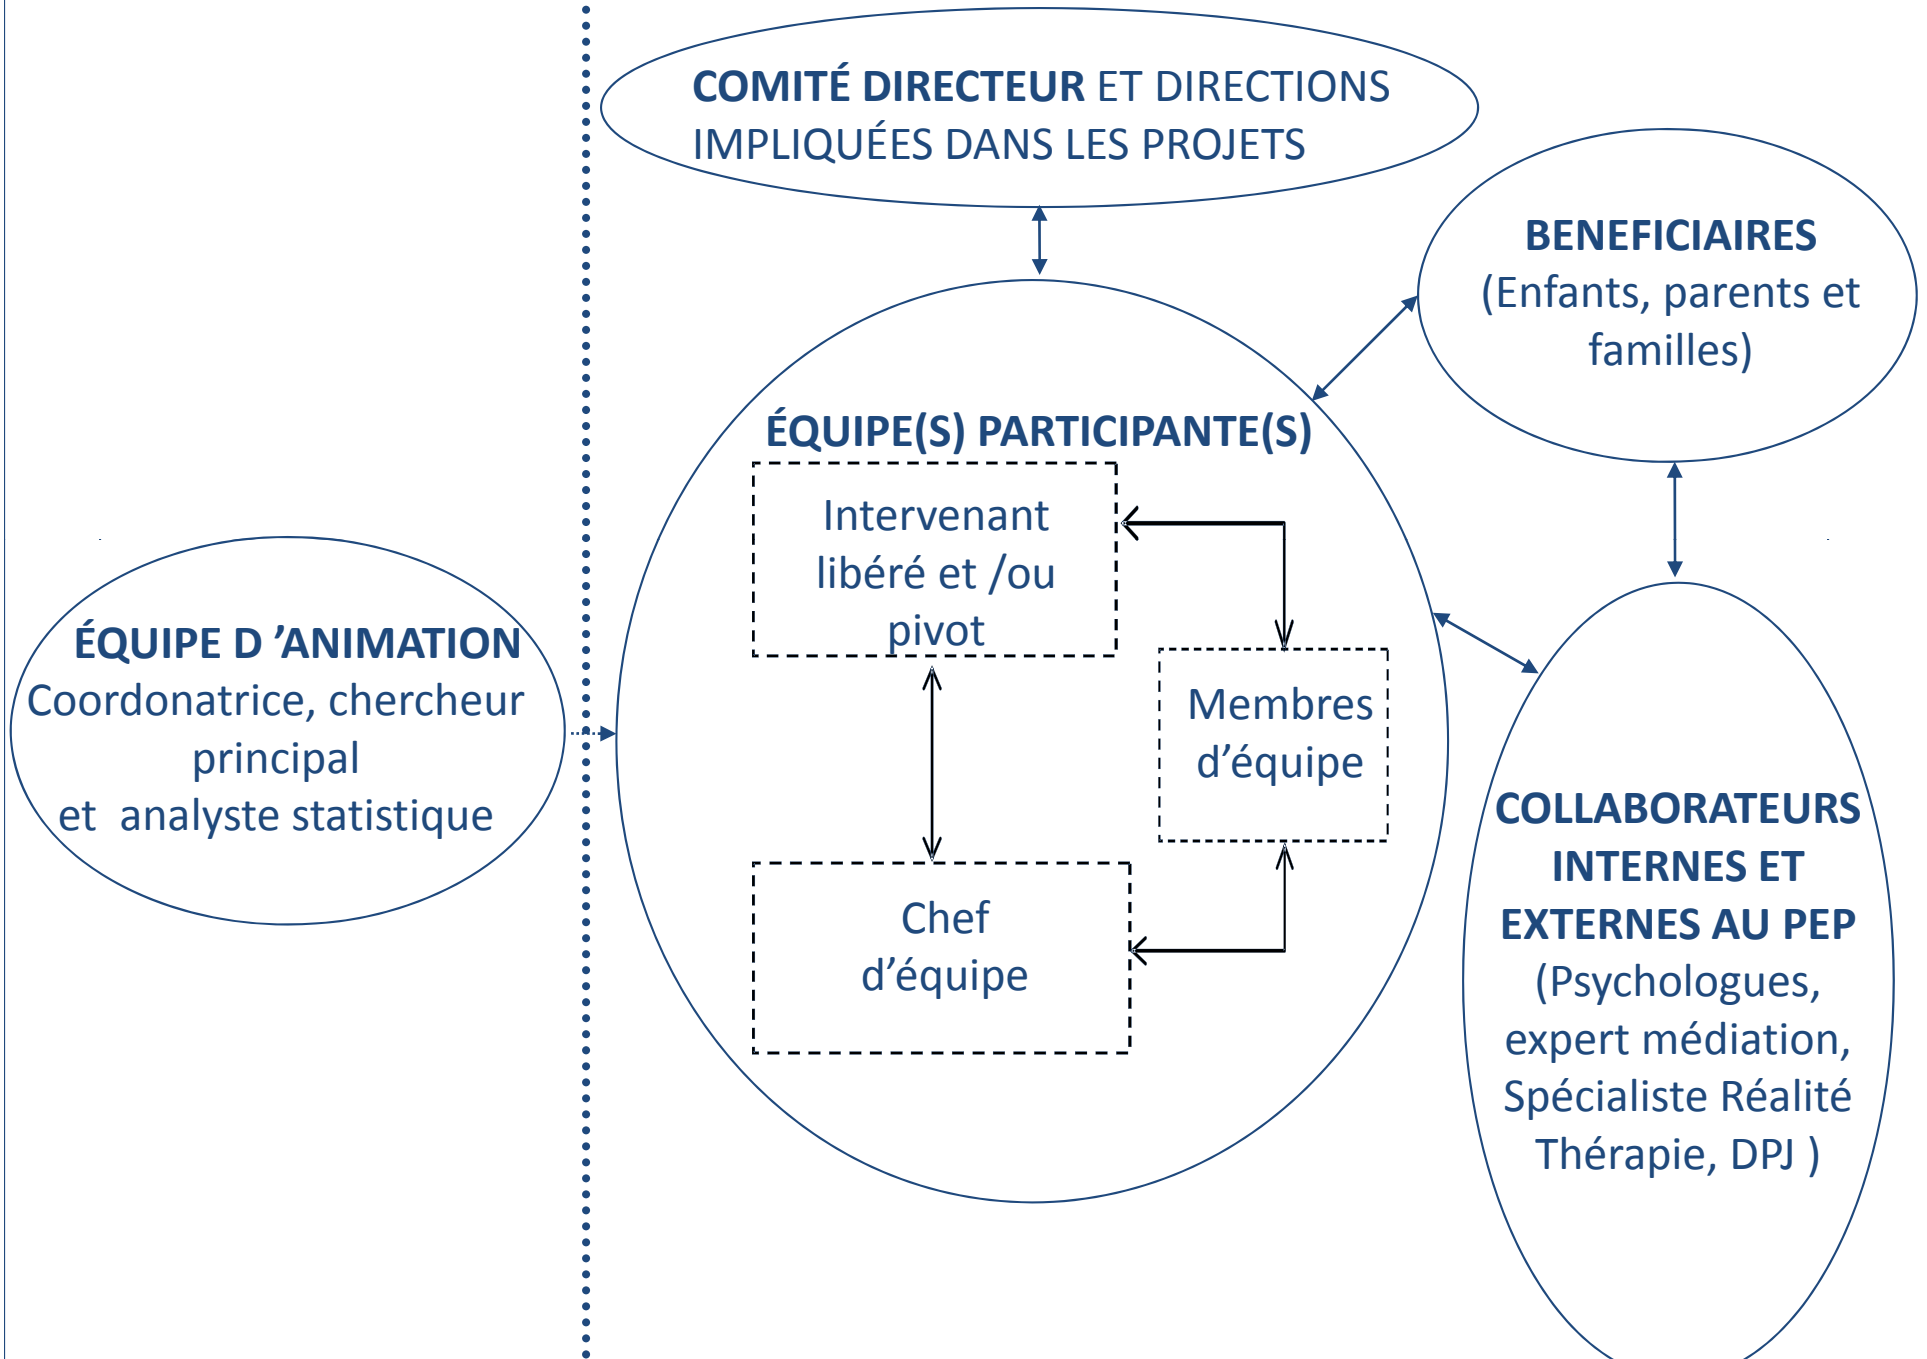 COMITÉ DIRECTEUR ET DIRECTIONS
IMPLIQUÉES DANS LES PROJETS
BENEFICIAIRES
(Enfants, parents et
familles)
ÉQUIPE(S) PARTICIPANTE(S)
Intervenant
libéré et /ou
pivot
Membres
d’équipe
Chef
d’équipe
ÉQUIPE D ’ANIMATION
Coordonatrice, chercheur
principal
et  analyste statistique
COLLABORATEURS
INTERNES ET
EXTERNES AU PEP
(Psychologues,
expert médiation,
Spécialiste Réalité
Thérapie, DPJ )